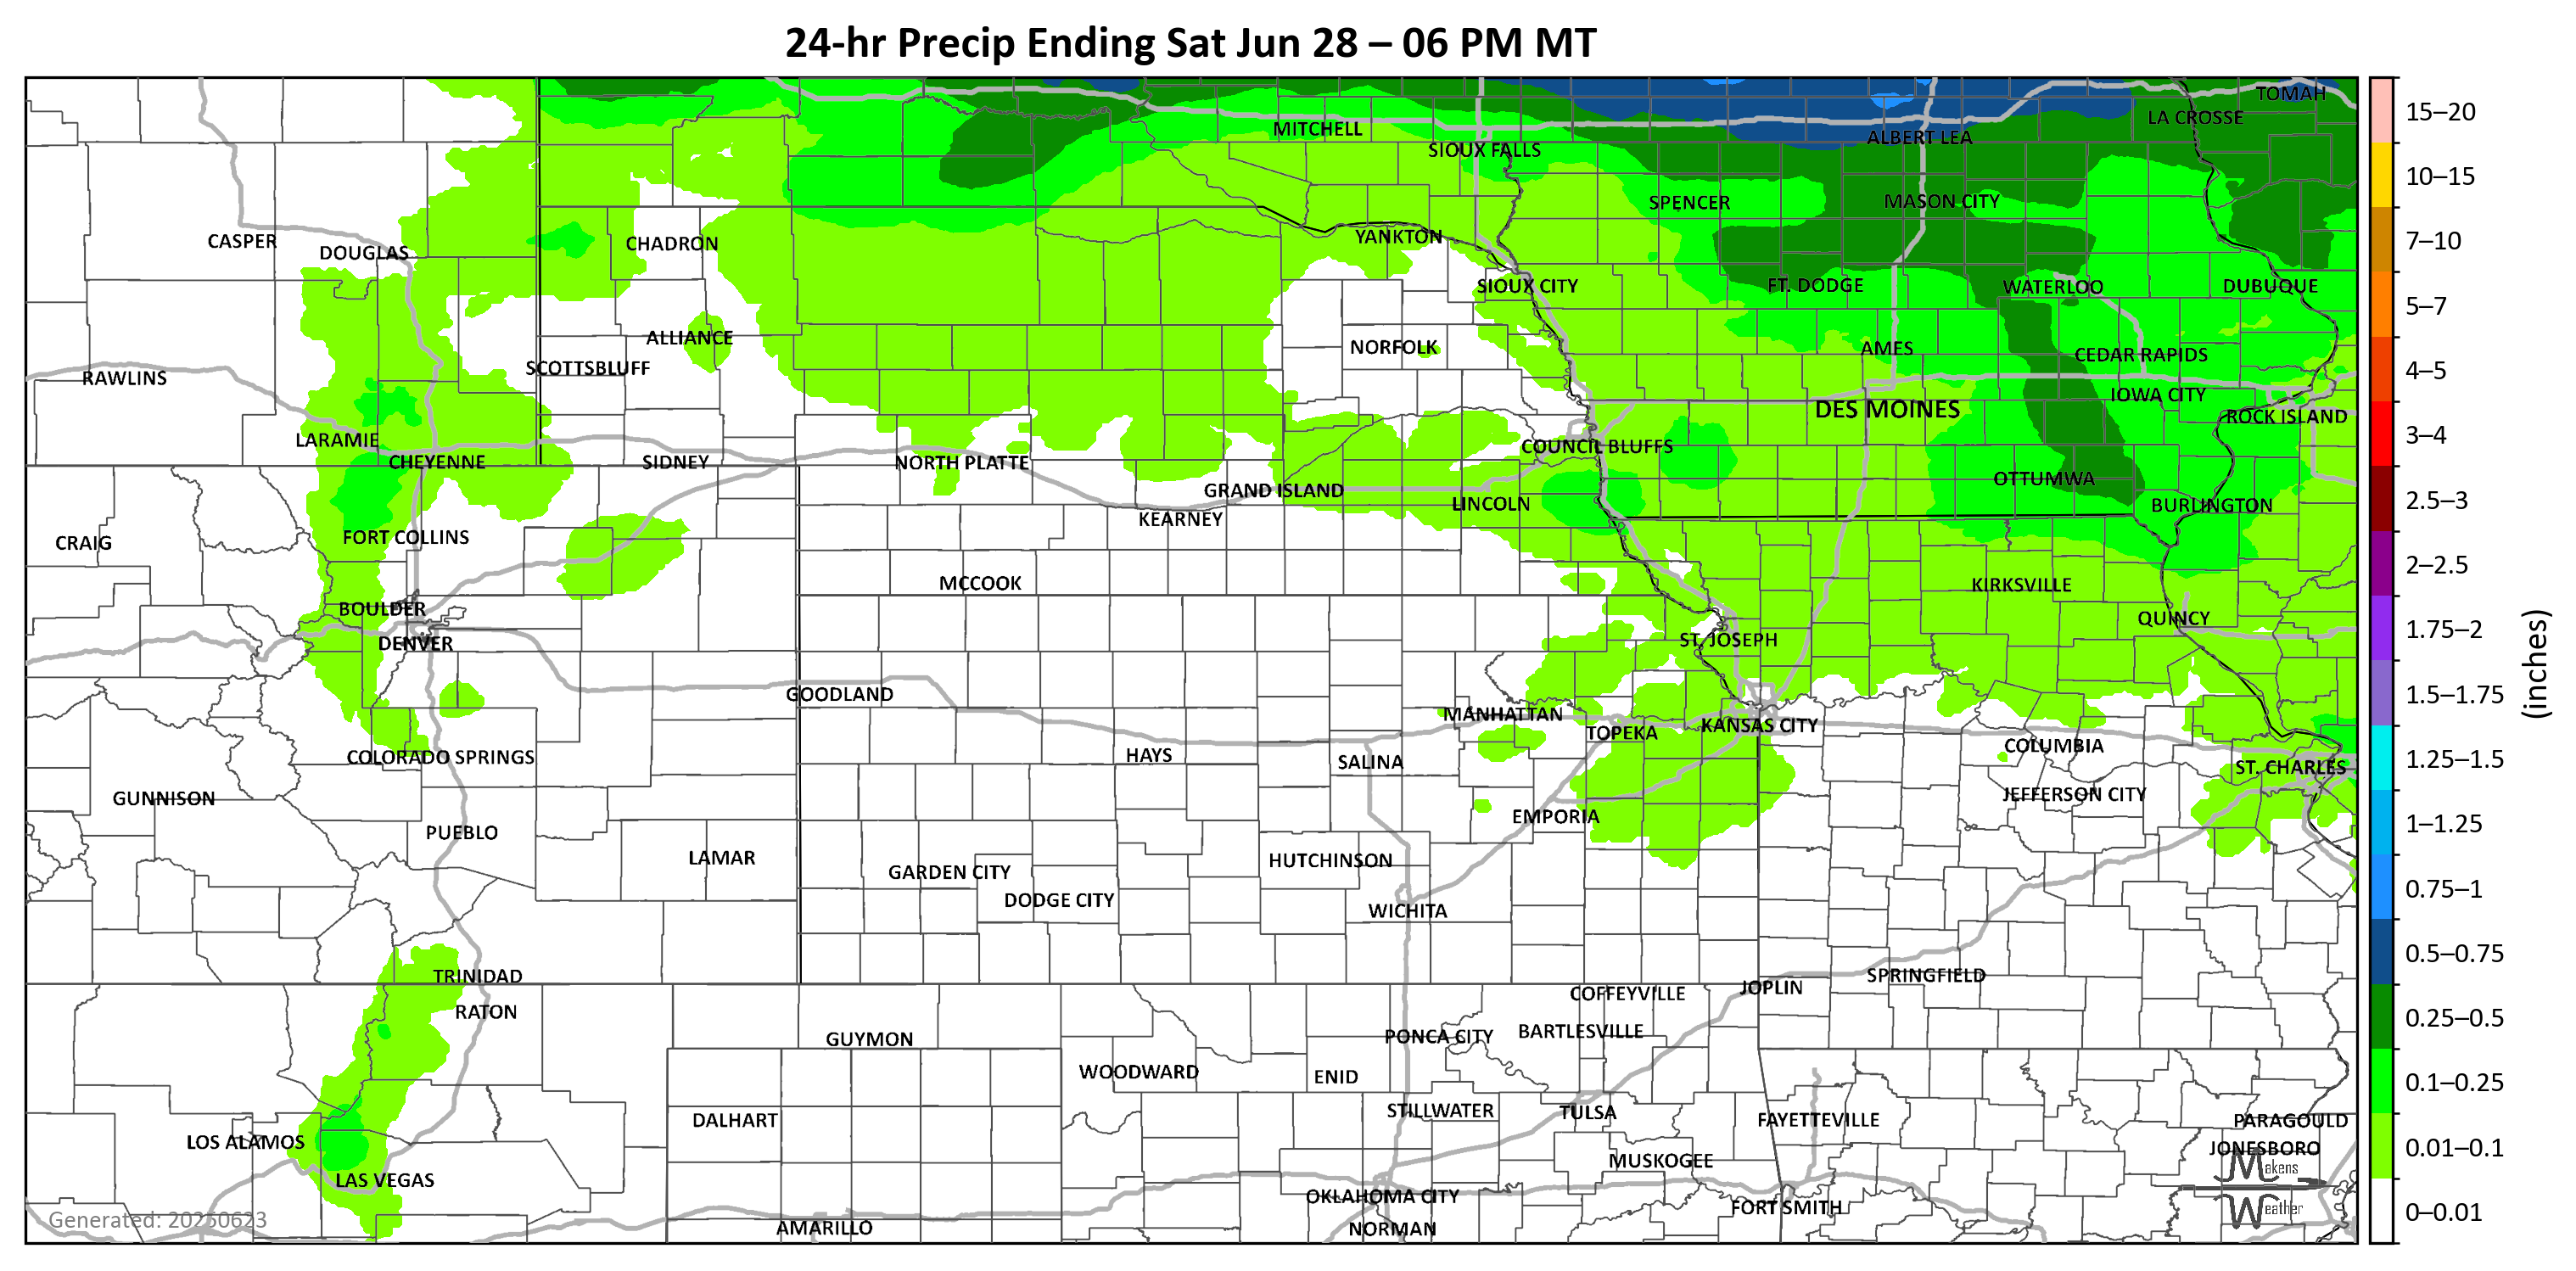 24-hr Precip Ending Sat Jun 28 – 06 PM MT
TOMAH
LA CROSSE
MITCHELL
ALBERT LEA
SIOUX FALLS
SPENCER
MASON CITY
YANKTON
CASPER
CHADRON
DOUGLAS
SIOUX CITY
FT. DODGE
WATERLOO
DUBUQUE
ALLIANCE
NORFOLK
AMES
CEDAR RAPIDS
SCOTTSBLUFF
RAWLINS
IOWA CITY
DES MOINES
ROCK ISLAND
LARAMIE
COUNCIL BLUFFS
CHEYENNE
SIDNEY
NORTH PLATTE
OTTUMWA
GRAND ISLAND
LINCOLN
BURLINGTON
KEARNEY
FORT COLLINS
CRAIG
MCCOOK
KIRKSVILLE
BOULDER
QUINCY
DENVER
ST. JOSEPH
GOODLAND
MANHATTAN
KANSAS CITY
TOPEKA
COLUMBIA
COLORADO SPRINGS
HAYS
SALINA
ST. CHARLES
GUNNISON
JEFFERSON CITY
EMPORIA
PUEBLO
LAMAR
HUTCHINSON
GARDEN CITY
DODGE CITY
WICHITA
TRINIDAD
SPRINGFIELD
JOPLIN
COFFEYVILLE
RATON
BARTLESVILLE
PONCA CITY
GUYMON
WOODWARD
ENID
STILLWATER
TULSA
DALHART
FAYETTEVILLE
PARAGOULD
LOS ALAMOS
JONESBORO
MUSKOGEE
Makens
LAS VEGAS
OKLAHOMA CITY
FORT SMITH
Weather
Generated: 20250623
AMARILLO
NORMAN
15–20
10–15
7–10
5–7
4–5
3–4
2.5–3
2–2.5
1.75–2
1.5–1.75
1.25–1.5
1–1.25
0.75–1
0.5–0.75
0.25–0.5
0.1–0.25
0.01–0.1
0–0.01
(inches)